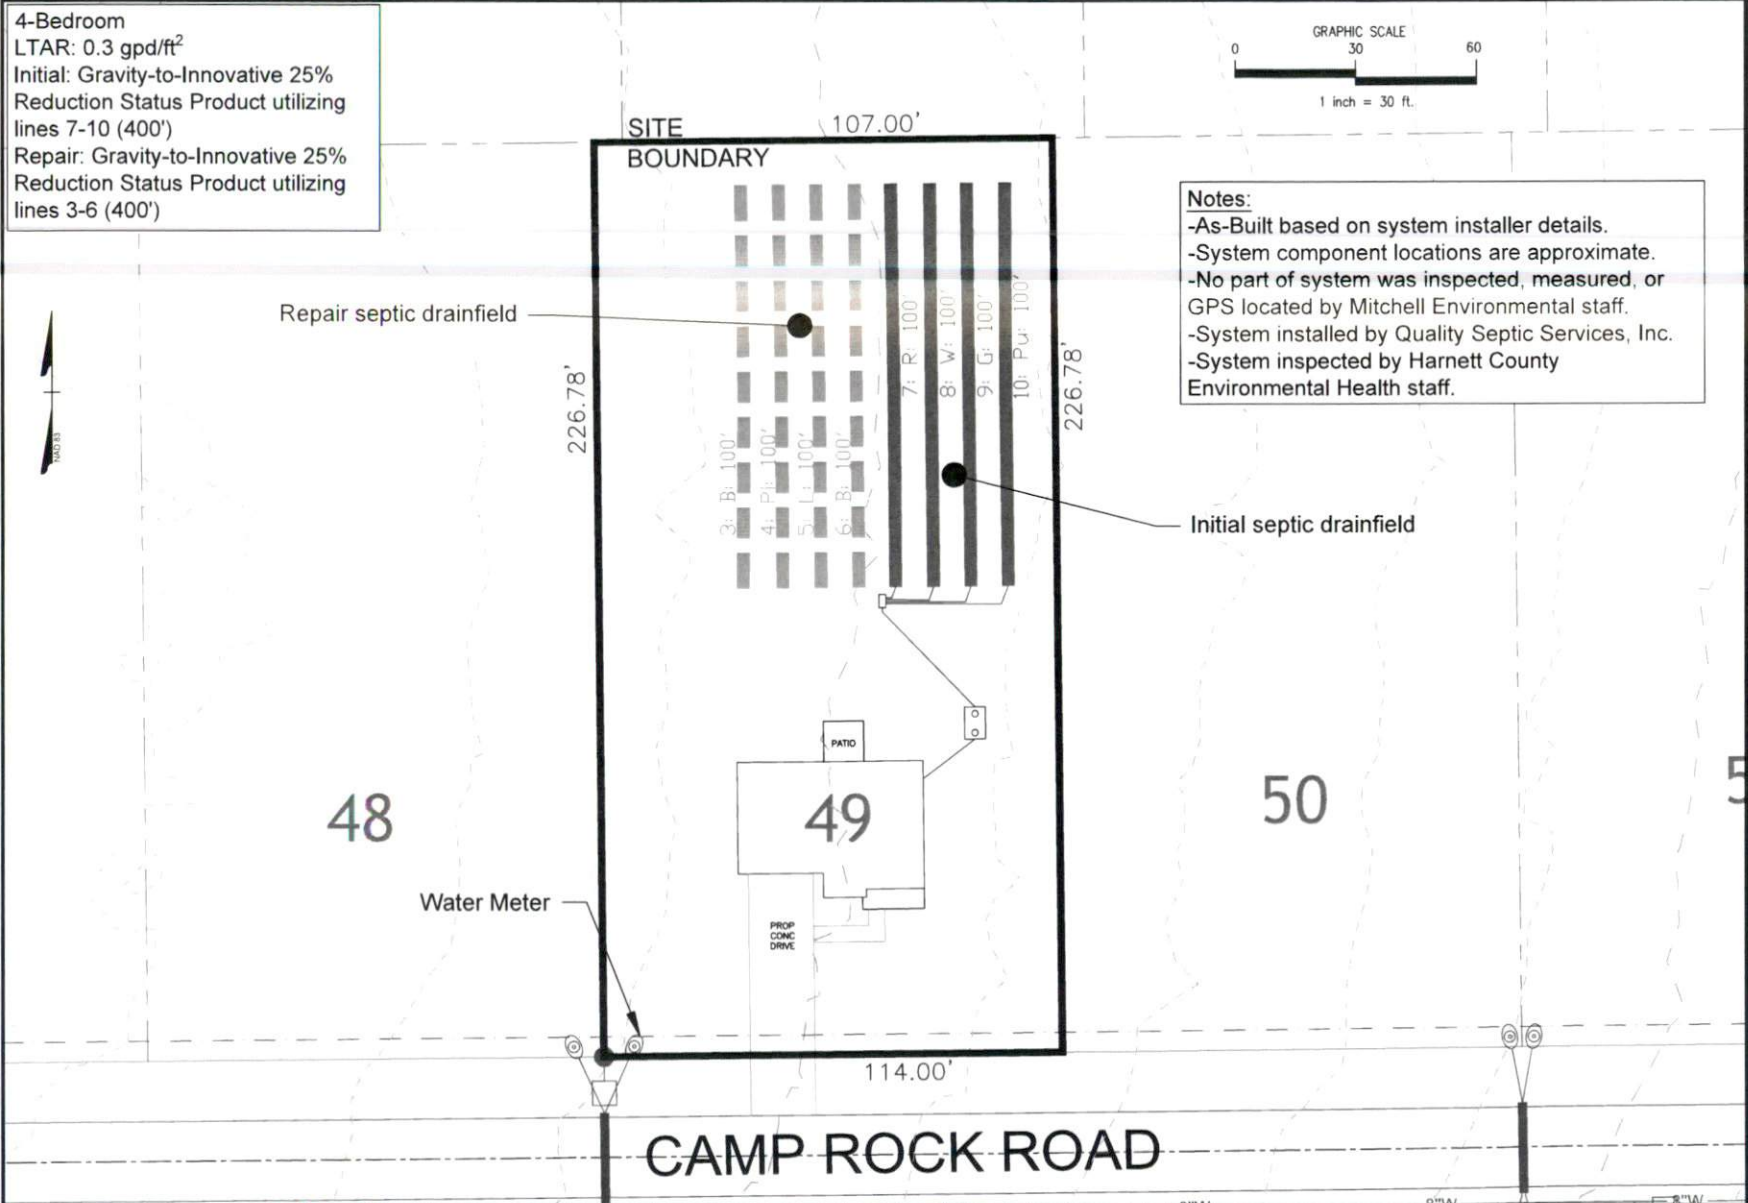 4-Bedroom
LTAR: 0.3 gpd/ft²
Initial: Gravity-to-Innovative 25%
Reduction Status Product utilizing
lines 7-10 (400')
Repair: Gravity-to-Innovative 25%
Reduction Status Product utilizing
lines 3-6 (400')
GRAPHIC SCALE
0 30 60
1 inch = 30 ft.
SITE
BOUNDARY
107.00'
Notes:
-As-Built based on system installer details.
-System component locations are approximate.
-No part of system was inspected, measured, or
GPS located by Mitchell Environmental staff.
-System installed by Quality Septic Services, Inc.
-System inspected by Harnett County
Environmental Health staff.
Repair septic drainfield
226.78'
226.78'
NAD 83
3: B: 100'
4: Pi: 100'
5: L: 100'
6: B: 100'
7: R: 100'
8: W: 100'
9: G: 100'
10: Pu: 100'
Initial septic drainfield
PATIO
48
49
50
5
Water Meter
PROP
CONC
DRIVE
114.00'
CAMP ROCK ROAD
8"W